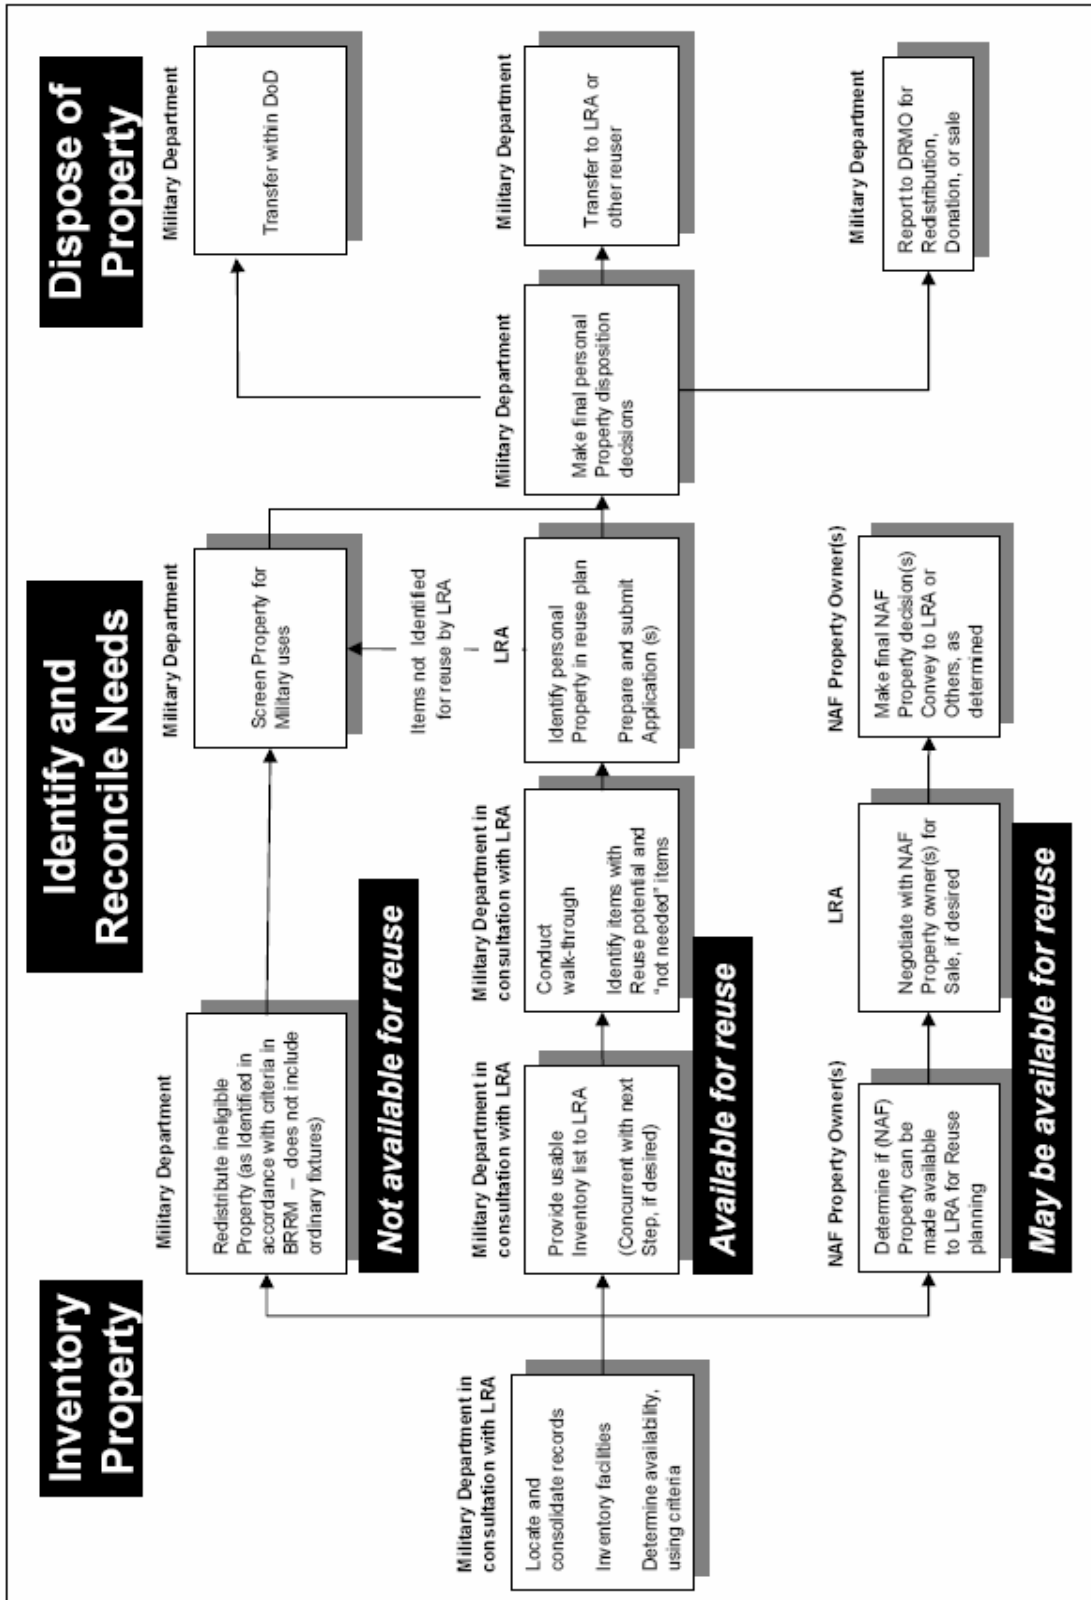 Inventory
Property
Identify and
Reconcile Needs
Dispose of
Property
Military Department in
consultation with LRA
Locate and
consolidate records
Inventory facilities
Determine availability,
using criteria
Military Department
Redistribute ineligible
Property (as Identified in
accordance with criteria in
BRRM – does not include
ordinary fixtures)
Not available for reuse
Military Department
Screen Property for
Military uses
Items not Identified
for reuse by LRA
Military Department in
consultation with LRA
Provide usable
Inventory list to LRA
(Concurrent with next
Step, if desired)
Available for reuse
Military Department in
consultation with LRA
Conduct
walk-through
Identify items with
Reuse potential and
"not needed" items
LRA
Identify personal
Property in reuse plan
Prepare and submit
Application (s)
NAF Property Owner(s)
Determine if (NAF)
Property can be
made available
to LRA for Reuse
planning
May be available for reuse
LRA
Negotiate with NAF
Property owner(s) for
Sale, if desired
NAF Property Owner(s)
Make final NAF
Property decision(s)
Convey to LRA or
Others, as
determined
Military Department
Make final personal
Property disposition
decisions
Military Department
Transfer within DoD
Military Department
Transfer to LRA or
other reuser
Military Department
Report to DRMO for
Redistribution,
Donation, or sale